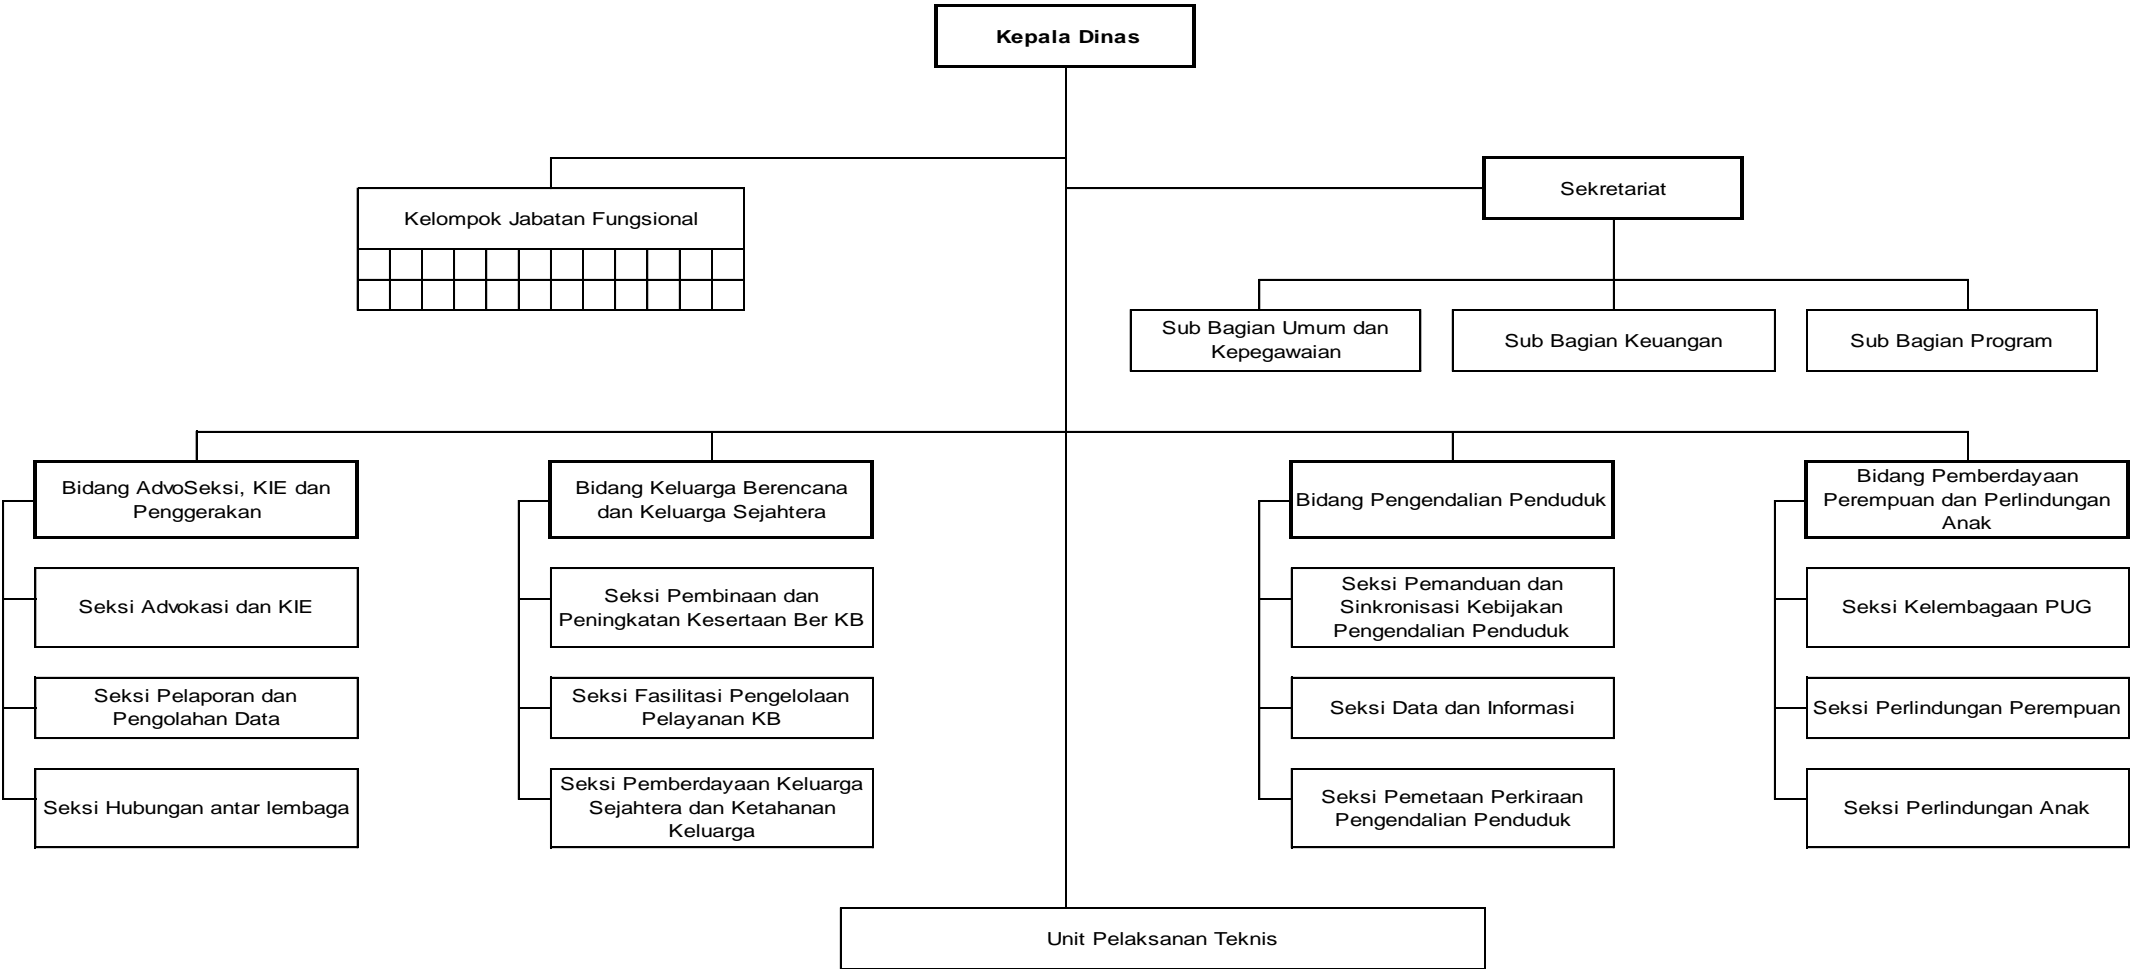 Kepala Dinas
Kelompok Jabatan Fungsional
Sekretariat
Sub Bagian Umum dan
Kepegawaian
Sub Bagian Keuangan
Sub Bagian Program
Bidang AdvoSeksi, KIE dan
Penggerakan
Seksi Advokasi dan KIE
Seksi Pelaporan dan
Pengolahan Data
Seksi Hubungan antar lembaga
Bidang Keluarga Berencana
dan Keluarga Sejahtera
Seksi Pembinaan dan
Peningkatan Kesertaan Ber KB
Seksi Fasilitasi Pengelolaan
Pelayanan KB
Seksi Pemberdayaan Keluarga
Sejahtera dan Ketahanan
Keluarga
Bidang Pengendalian Penduduk
Seksi Pemanduan dan
Sinkronisasi Kebijakan
Pengendalian Penduduk
Seksi Data dan Informasi
Seksi Pemetaan Perkiraan
Pengendalian Penduduk
Bidang Pemberdayaan
Perempuan dan Perlindungan
Anak
Seksi Kelembagaan PUG
Seksi Perlindungan Perempuan
Seksi Perlindungan Anak
Unit Pelaksanan Teknis